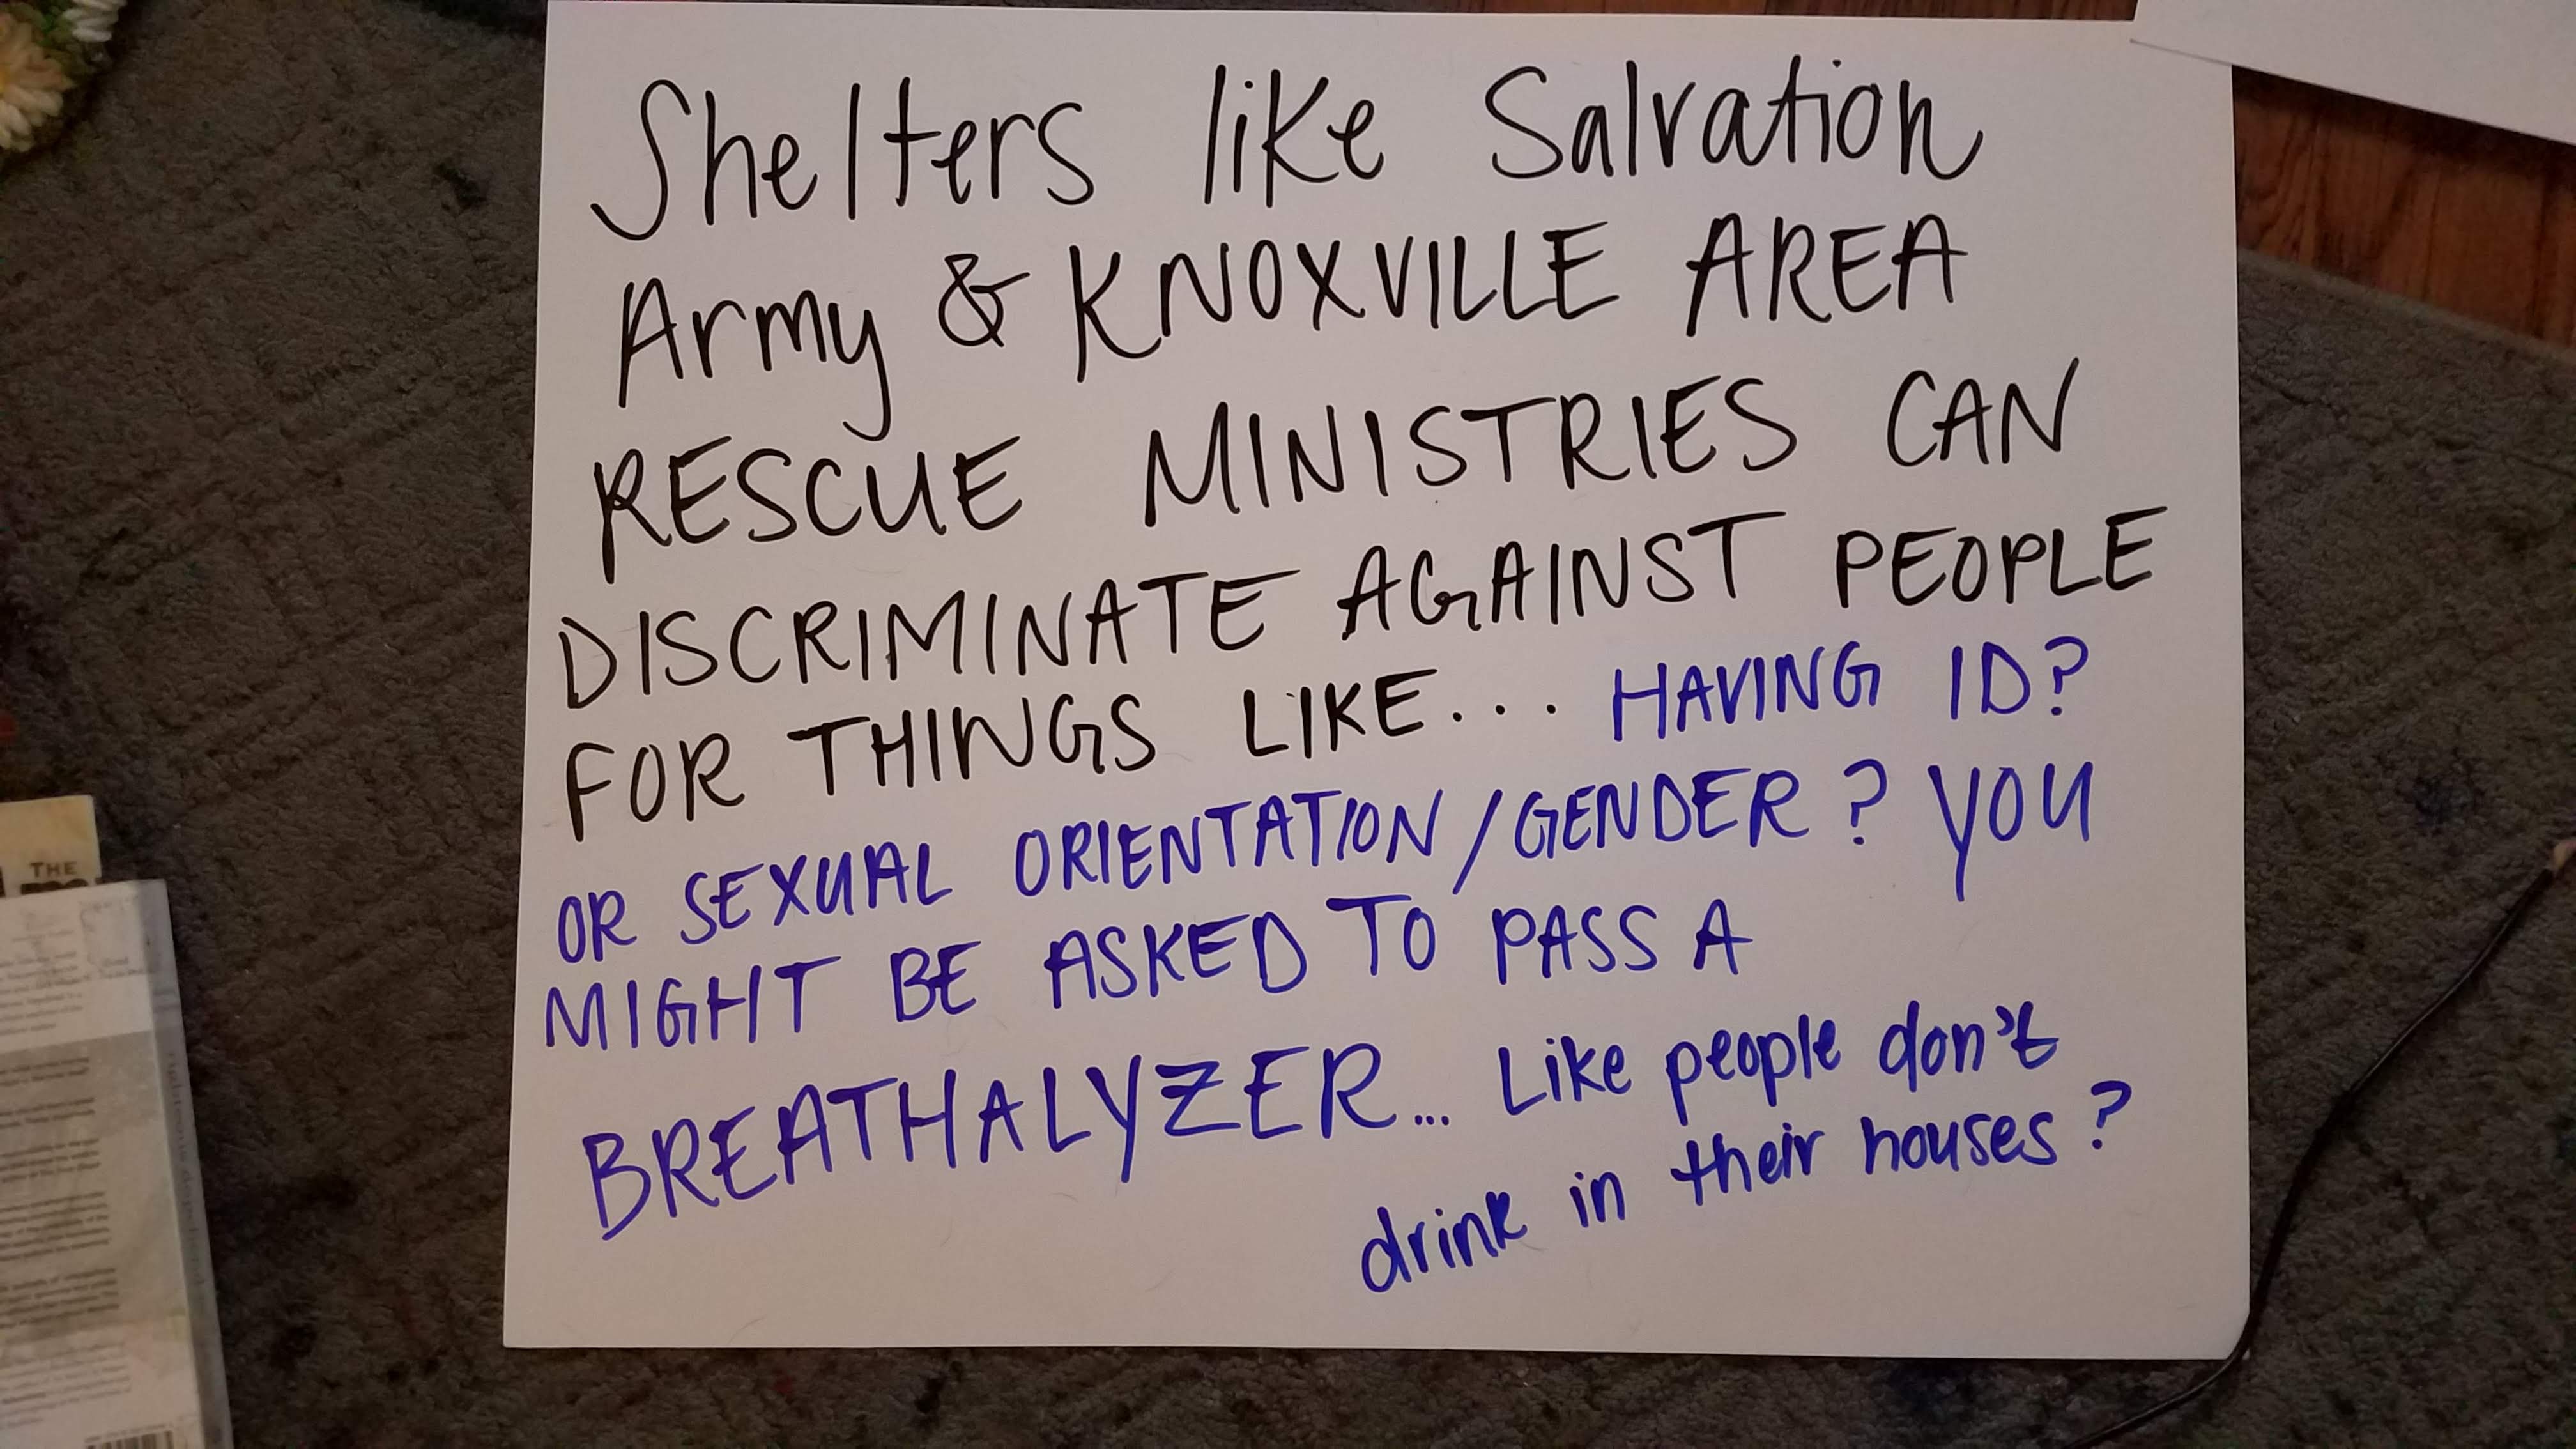 Shelters like Salvation
Army & KNOXVILLE AREA
RESCUE MINISTRIES CAN
DISCRIMINATE AGAINST PEOPLE
FOR THINGS LIKE... HAVING ID?
OR SEXUAL ORIENTATION/GENDER? YOU
MIGHT BE ASKED TO PASS A
BREATHALYZER... Like people don't
drink in their houses?
THE